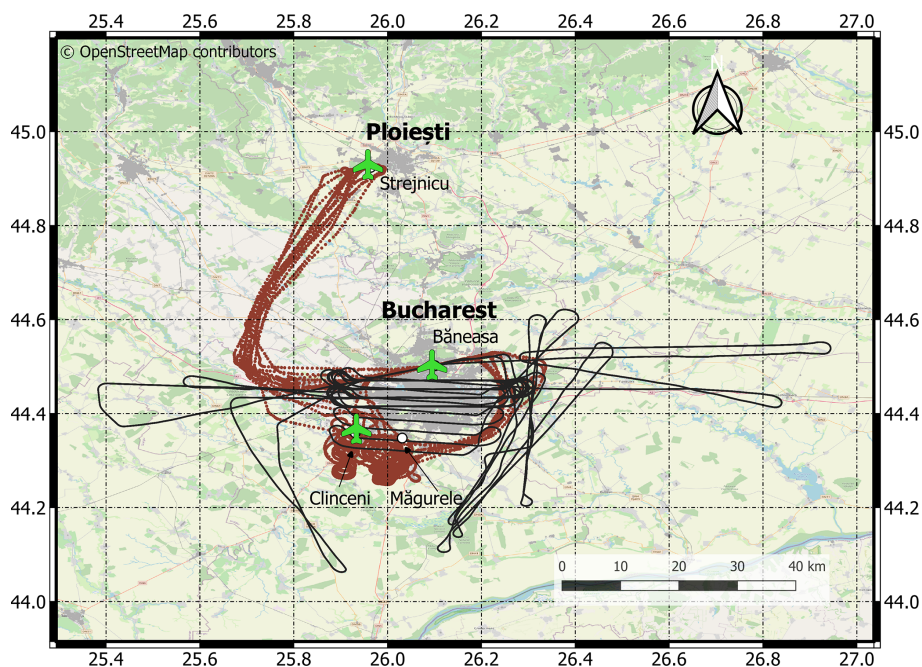 25.4 25.6 25.8 26.0 26.2 26.4 26.6 26.8 27.0
© OpenStreetMap contributors
N
45.0 45.0
Ploiești
Strejnicu
44.8 44.8
Bucharest
44.6 44.6
Băneasa
44.4 44.4
Clinceni Măgurele
44.2 44.2
0 10 20 30 40 km
44.0 44.0
25.4 25.6 25.8 26.0 26.2 26.4 26.6 26.8 27.0